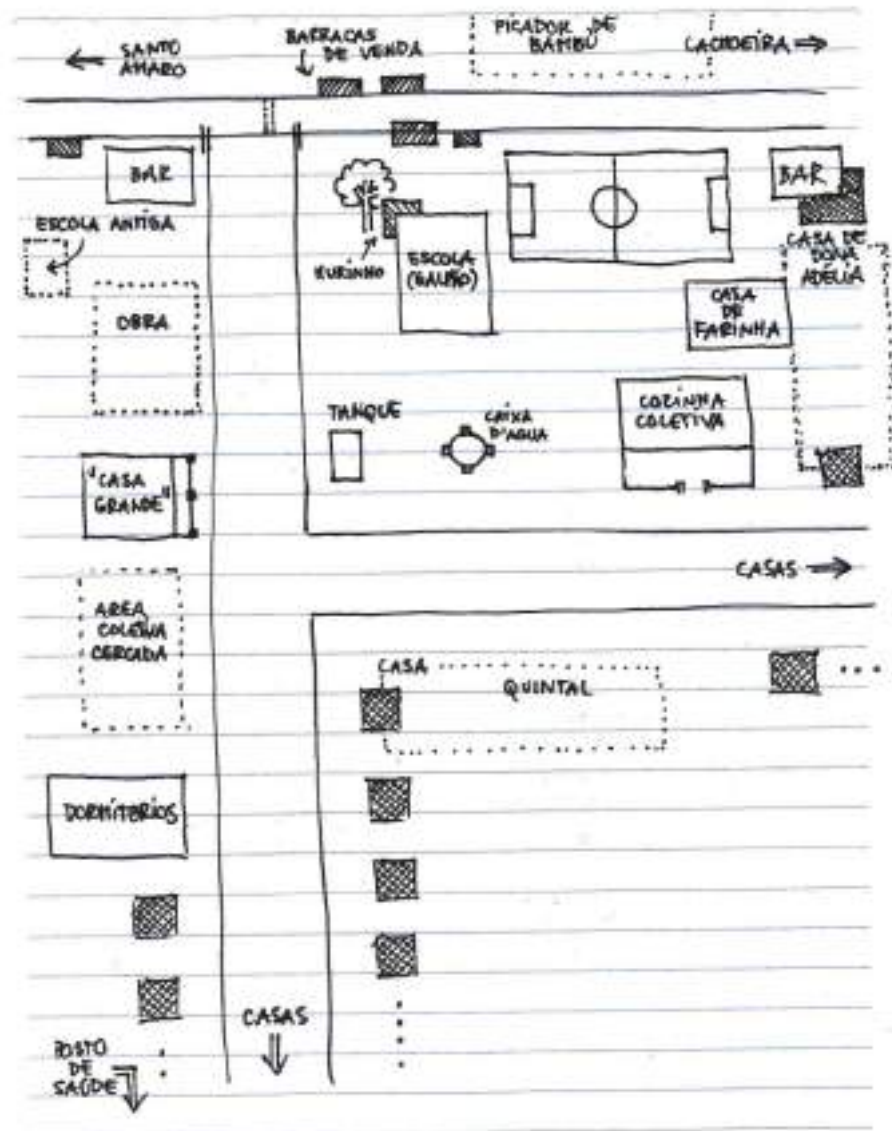 SANTO
AMARO
BARRACAS
DE VENDA
PICADOR DE
BAMBÚ
CACHOEIRA
BAR
BAR
ESCOLA ANTIGA
MURINHO
ESCOLA
(GALPÃO)
CASA DE
DONA
ADÉLIA
OBRA
CASA
DE
FARINHA
TANQUE
CAIXA
D'AGUA
COZINHA
COLETIVA
"CASA
GRANDE"
CASAS
AREA
COLETIVA
CERCADA
CASA
QUINTAL
DORMITÓRIOS
CASAS
POSTO
DE
SAÚDE